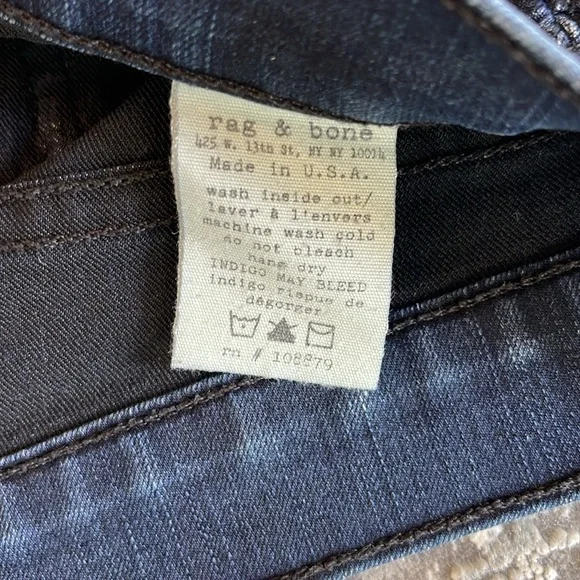 rag & bone
425 W. 13th St, NY NY 10014
Made in U.S.A.
wash inside out/
laver à l'envers
machine wash cold
do not bleach
hang dry
INDIGO MAY BLEED
indigo risque de
dégorger
rn # 108879